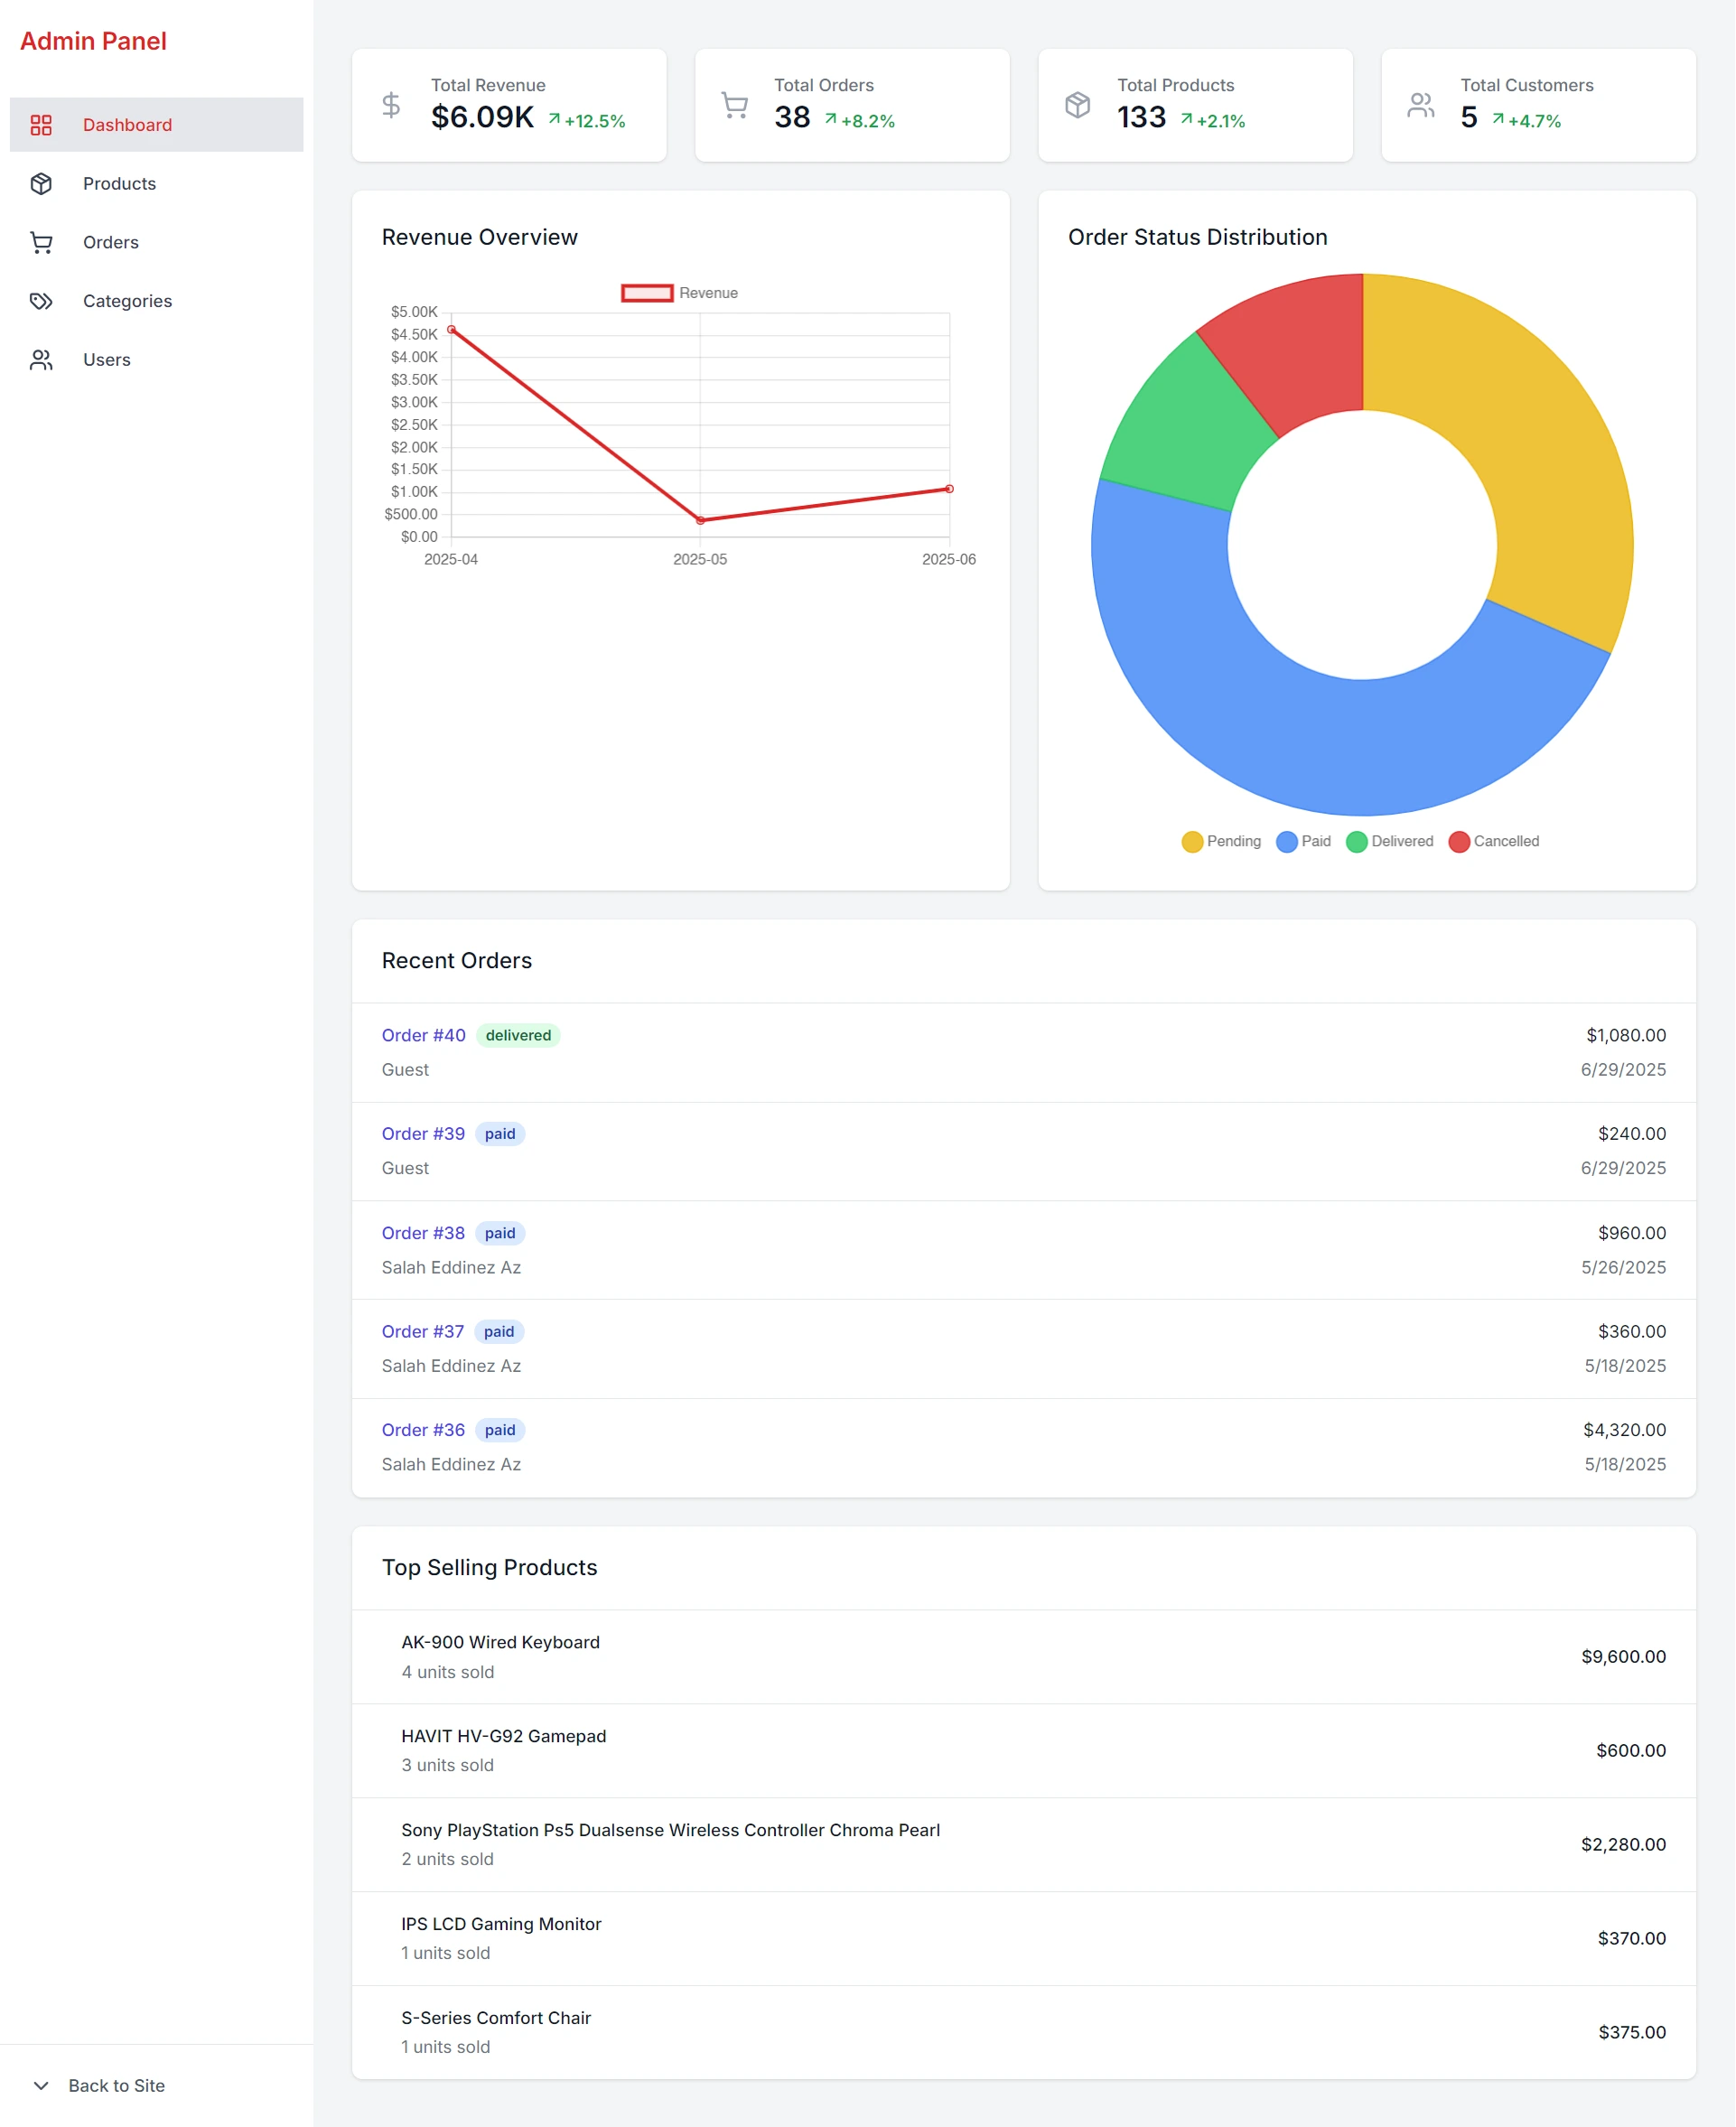 Admin Panel
Dashboard
Products
Orders
Categories
Users
Back to Site
Total Revenue
$6.09K +12.5%
Total Orders
38 +8.2%
Total Products
133 +2.1%
Total Customers
5 +4.7%
Revenue Overview
Revenue
$5.00K
$4.50K
$4.00K
$3.50K
$3.00K
$2.50K
$2.00K
$1.50K
$1.00K
$500.00
$0.00
2025-04 2025-05 2025-06
Order Status Distribution
Pending Paid Delivered Cancelled
Recent Orders
Order #40 delivered $1,080.00
Guest 6/29/2025
Order #39 paid $240.00
Guest 6/29/2025
Order #38 paid $960.00
Salah Eddinez Az 5/26/2025
Order #37 paid $360.00
Salah Eddinez Az 5/18/2025
Order #36 paid $4,320.00
Salah Eddinez Az 5/18/2025
Top Selling Products
AK-900 Wired Keyboard
4 units sold
$9,600.00
HAVIT HV-G92 Gamepad
3 units sold
$600.00
Sony PlayStation Ps5 Dualsense Wireless Controller Chroma Pearl
2 units sold
$2,280.00
IPS LCD Gaming Monitor
1 units sold
$370.00
S-Series Comfort Chair
1 units sold
$375.00